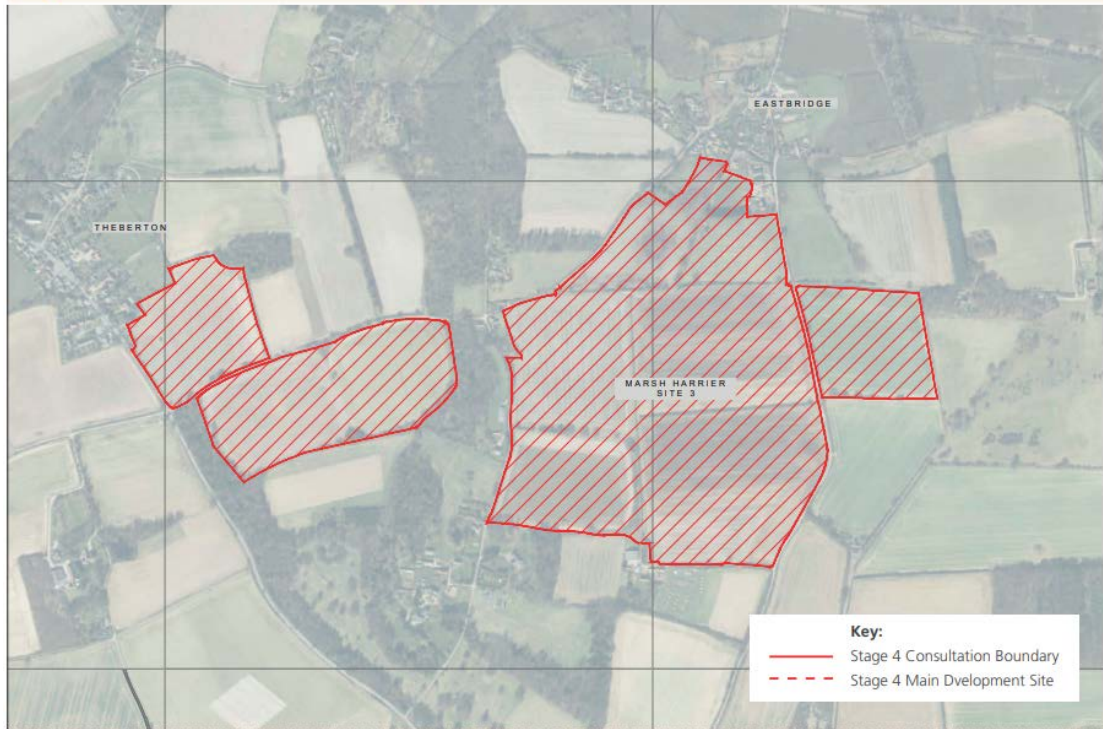 EASTBRIDGE
THEBERTON
MARSH HARRIER
SITE 3
Key:
Stage 4 Consultation Boundary
Stage 4 Main Dvelopment Site